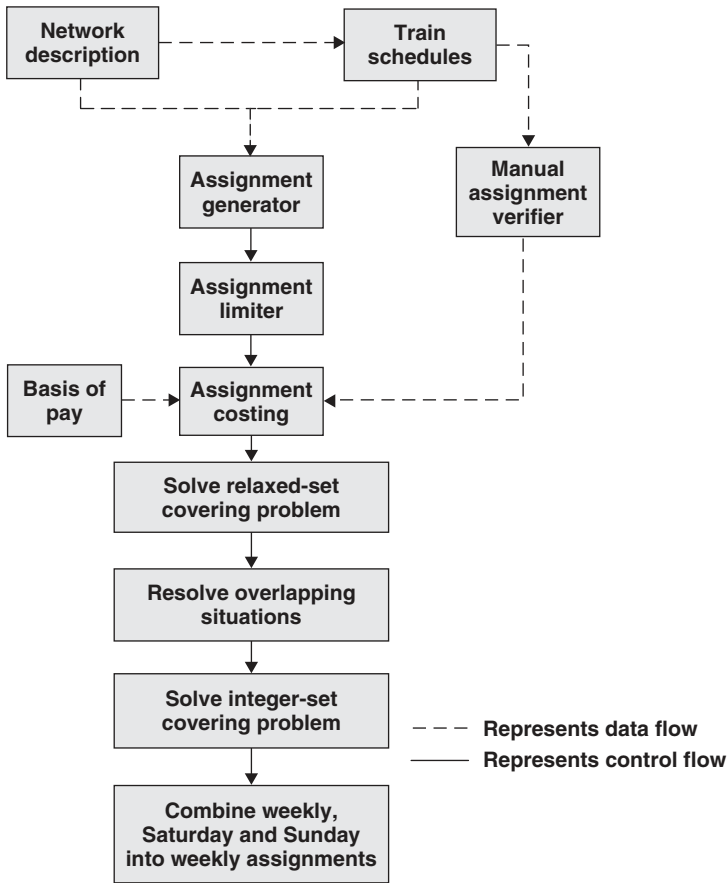 Network
description
Train
schedules
Assignment
generator
Manual
assignment
verifier
Assignment
limiter
Basis of
pay
Assignment
costing
Solve relaxed-set
covering problem
Resolve overlapping
situations
Solve integer-set
covering problem
Represents data flow
Represents control flow
Combine weekly,
Saturday and Sunday
into weekly assignments